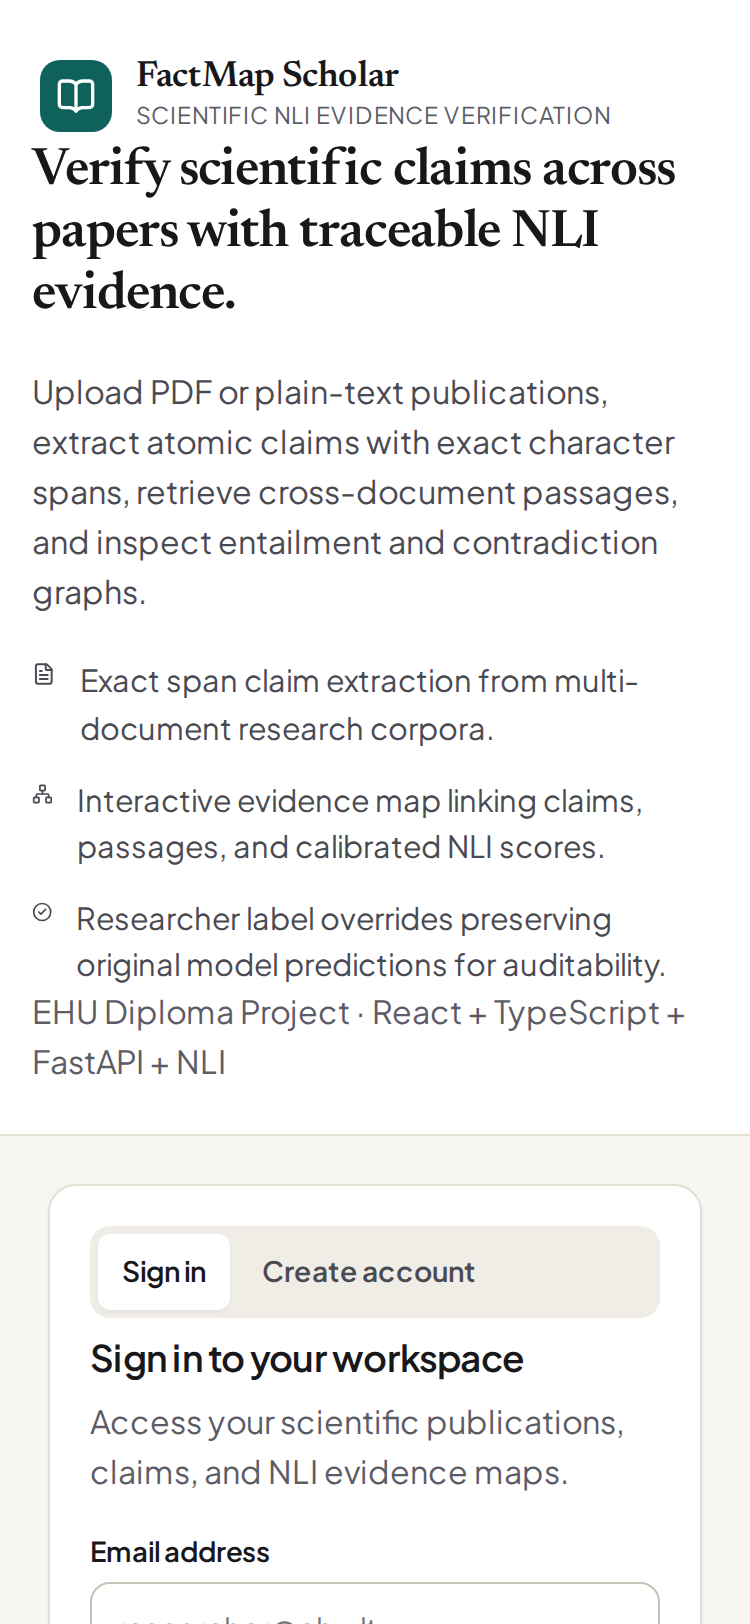 FactMap Scholar
SCIENTIFIC NLI EVIDENCE VERIFICATION
Verify scientific claims across
papers with traceable NLI
evidence.
Upload PDF or plain-text publications,
extract atomic claims with exact character
spans, retrieve cross-document passages,
and inspect entailment and contradiction
graphs.
Exact span claim extraction from multi-
document research corpora.
Interactive evidence map linking claims,
passages, and calibrated NLI scores.
Researcher label overrides preserving
original model predictions for auditability.
EHU Diploma Project · React + TypeScript +
FastAPI + NLI
Sign in
Create account
Sign in to your workspace
Access your scientific publications,
claims, and NLI evidence maps.
Email address